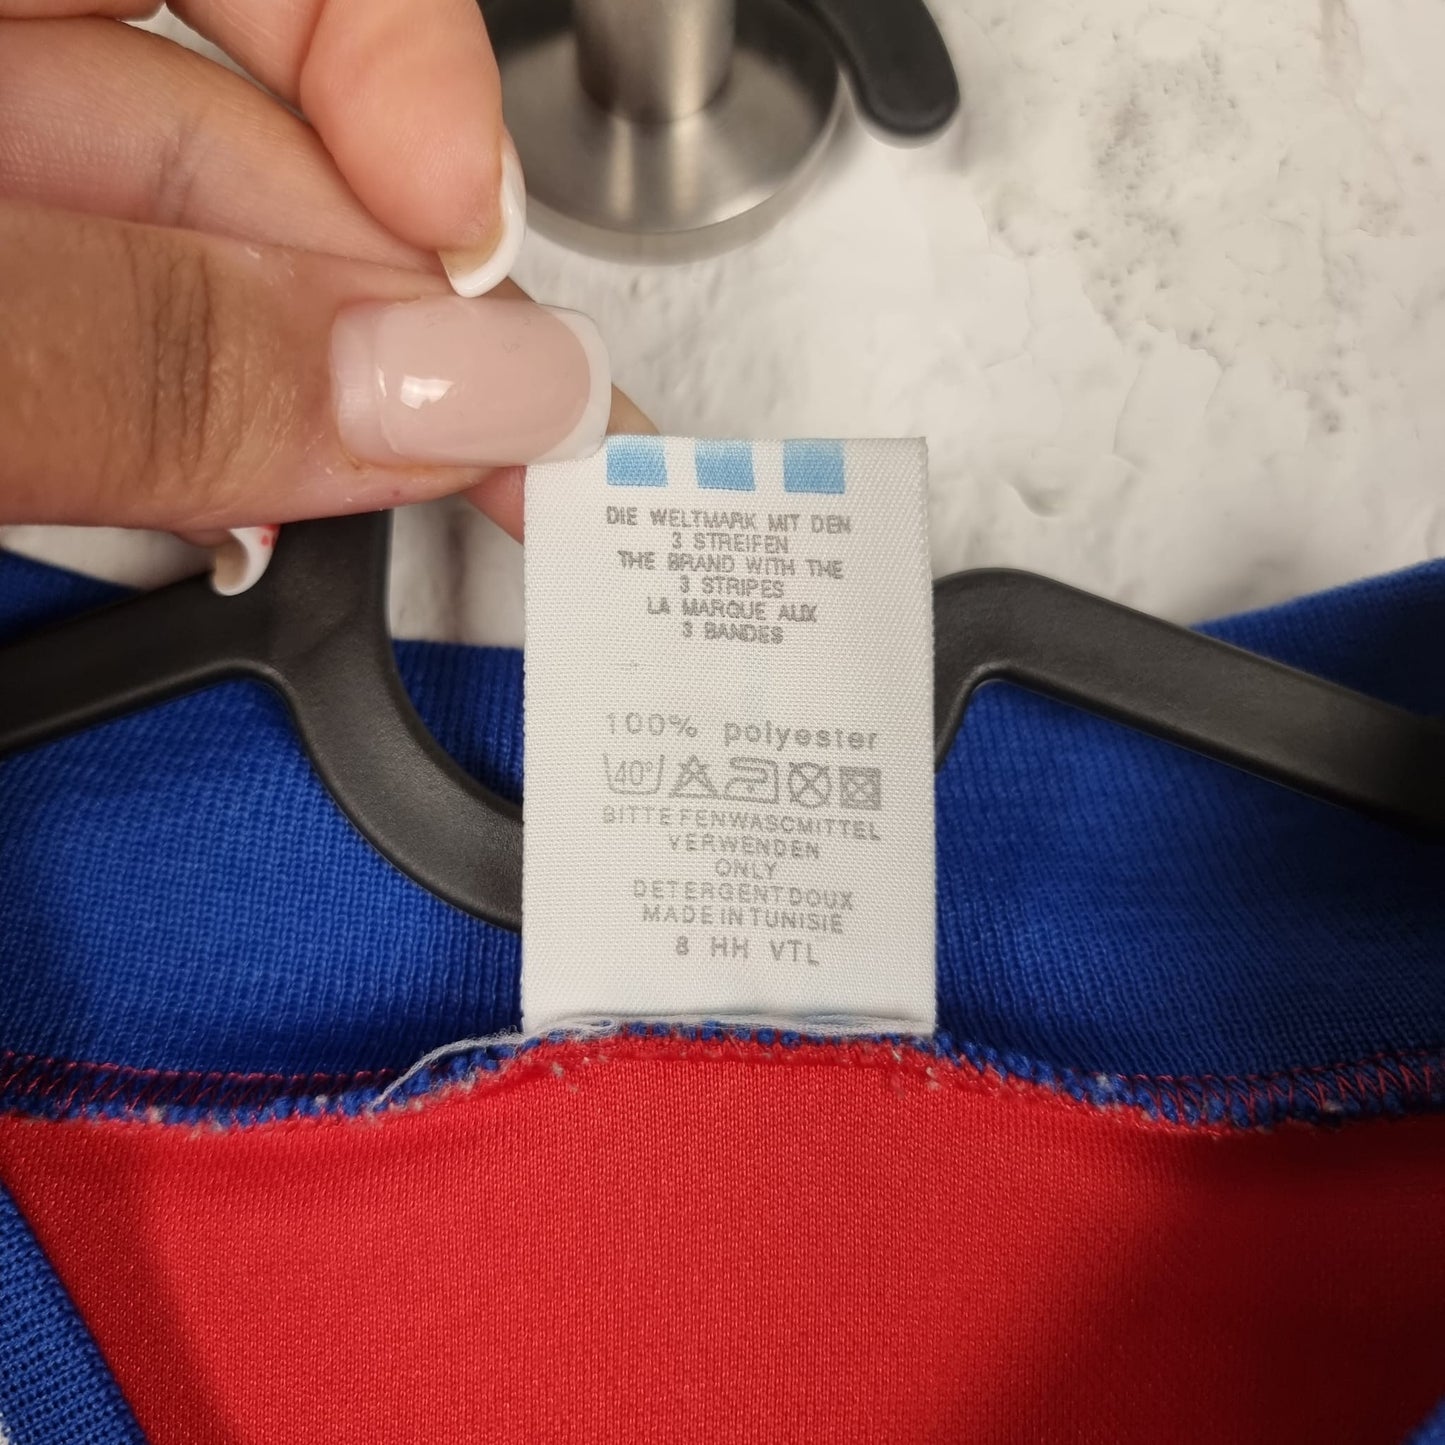 DIE WELTMARK MIT DEN
3 STREIFEN
THE BRAND WITH THE
3 STRIPES
LA MARQUE AUX
3 BANDES
100% polyester
40°
BITTE FENWASCMITTEL
VERWENDEN
ONLY
DETERGENT DOUX
MADE IN TUNISIE
8 HH VTL